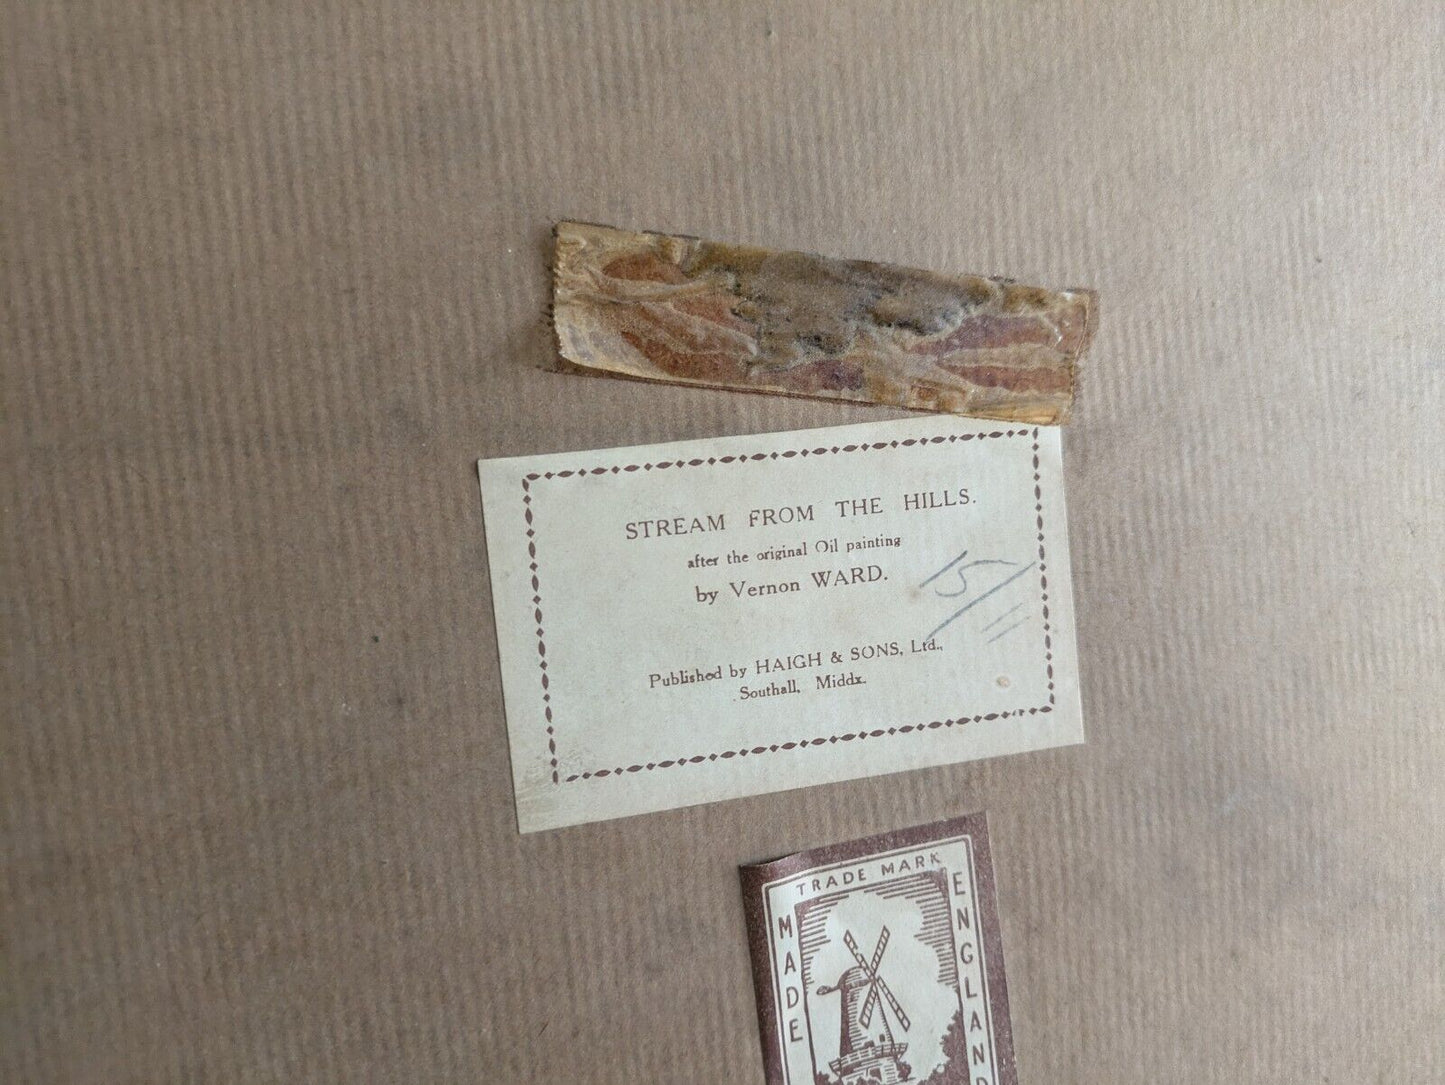 STREAM FROM THE HILLS.
after the original Oil painting
by Vernon WARD.
15/11
Published by HAIGH & SONS, Ltd.,
Southall, Middx.
TRADE MARK
MADE
ENGLAND